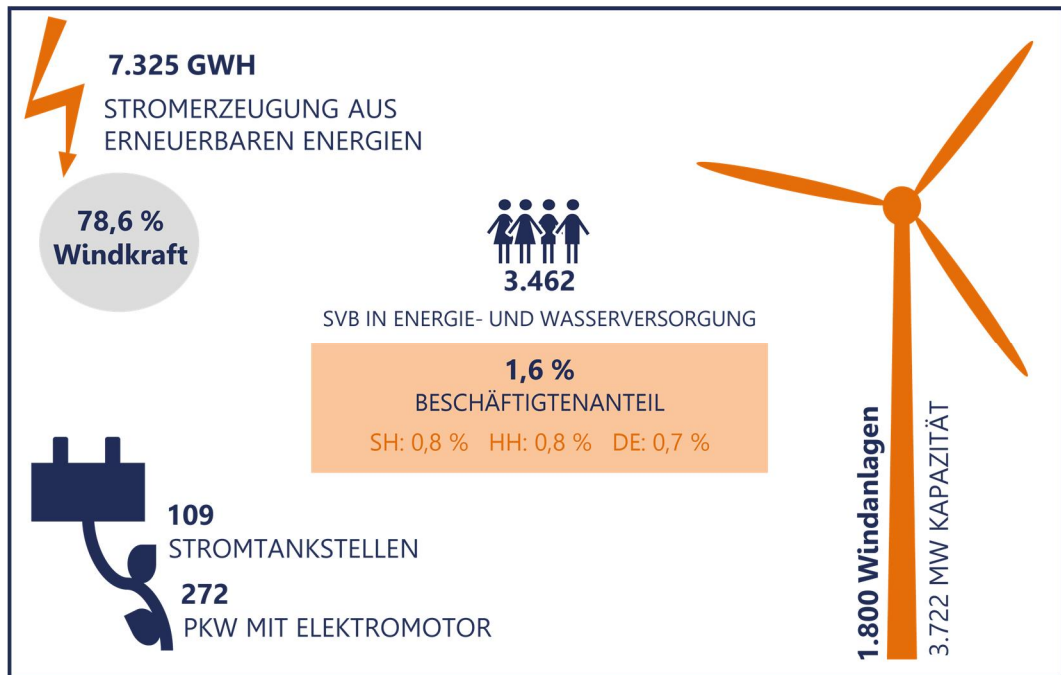 7.325 GWH
STROMERZEUGUNG AUS
ERNEUERBAREN ENERGIEN
78,6 %
Windkraft
3.462
SVB IN ENERGIE- UND WASSERVERSORGUNG
1,6 %
BESCHÄFTIGTENANTEIL
SH: 0,8 % HH: 0,8 % DE: 0,7 %
109
STROMTANKSTELLEN
272
PKW MIT ELEKTROMOTOR
1.800 Windanlagen
3.722 MW KAPAZITÄT